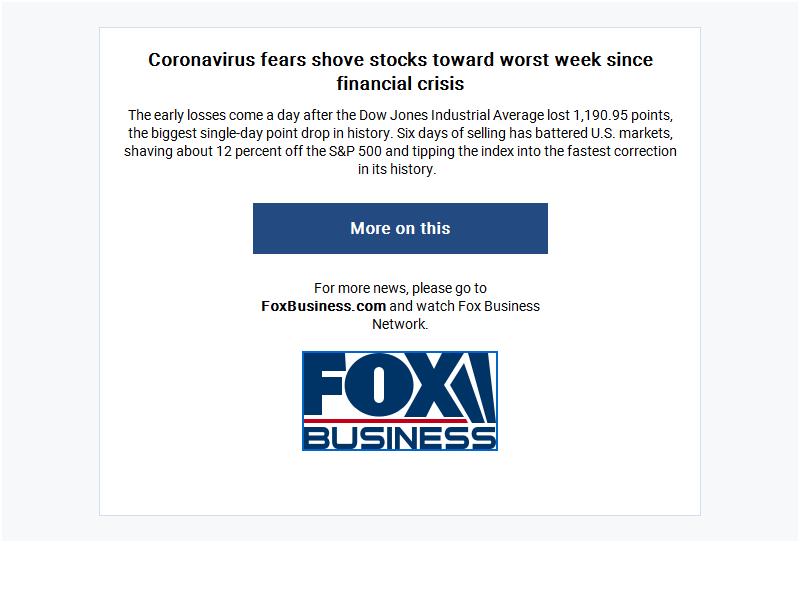 Coronavirus fears shove stocks toward worst week since
financial crisis
The early losses come a day after the Dow Jones Industrial Average lost 1,190.95 points,
the biggest single-day point drop in history. Six days of selling has battered U.S. markets,
shaving about 12 percent off the S&P 500 and tipping the index into the fastest correction
in its history.
More on this
For more news, please go to
FoxBusiness.com and watch Fox Business
Network.
FOX
BUSINESS